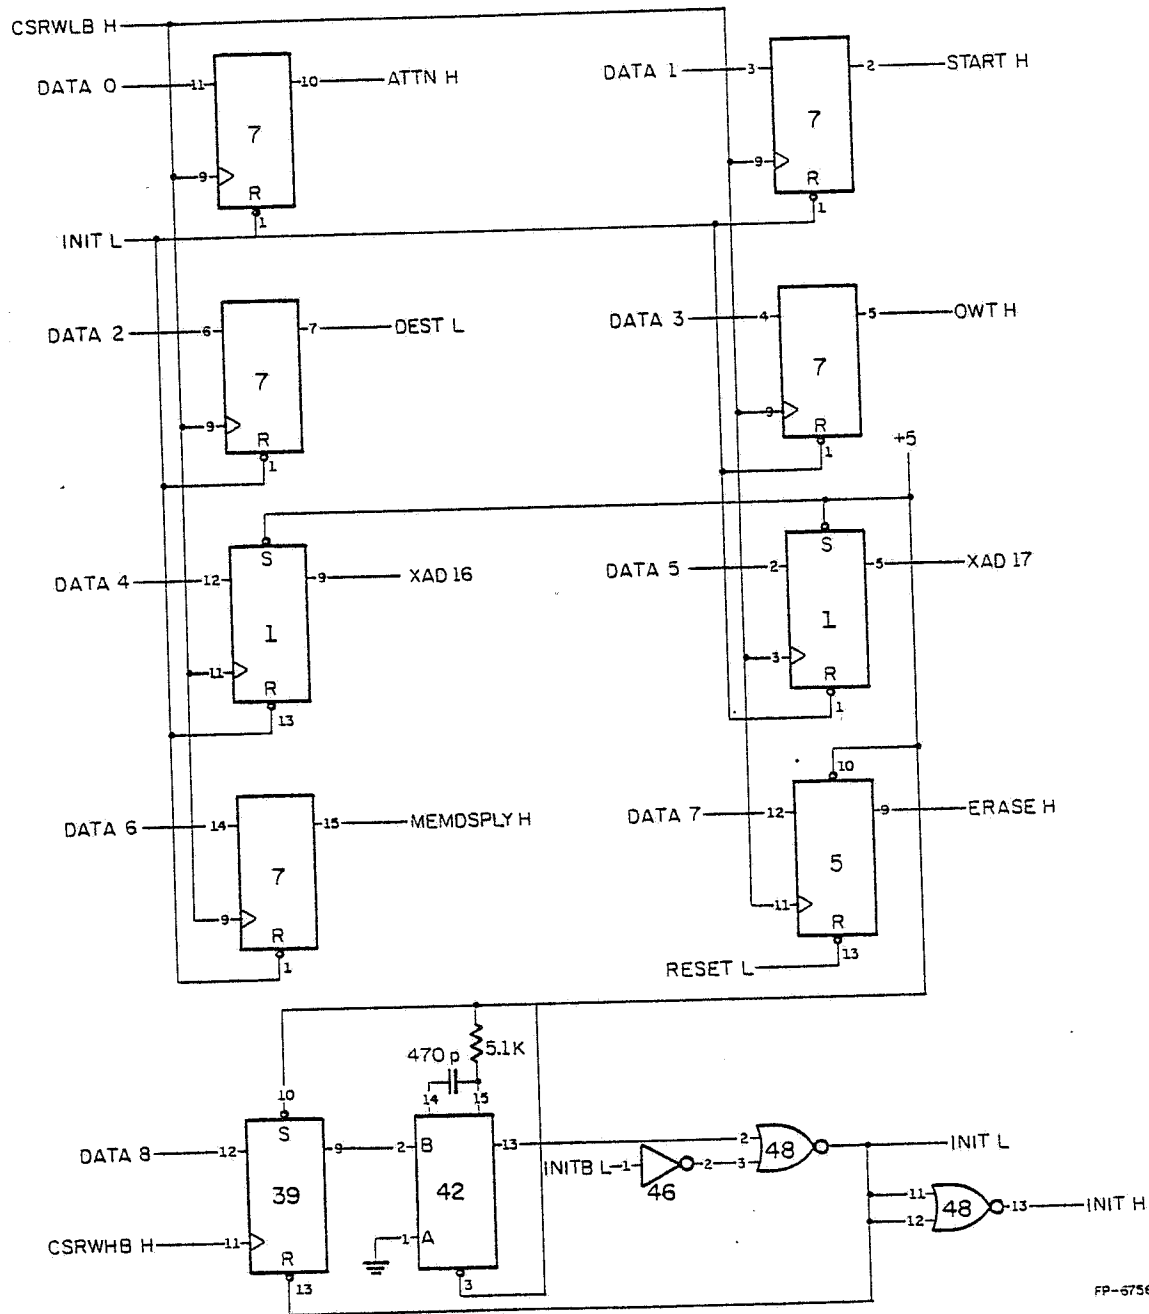 CSRWLB H
DATA 0 11 10 ATTN H
7
9 R
1
DATA 1 3 2 START H
7
9 R
1
INIT L
DATA 2 6 7 DEST L
7
9 R
1
DATA 3 4 5 OWT H
7
9 R
1
+5
S
DATA 4 12 9 XAD 16
1
11 R
13
S
DATA 5 2 5 XAD 17
1
3 R
1
DATA 6 14 15 MEMDSPLY H
7
9 R
1
10
DATA 7 12 9 ERASE H
5
11 R
RESET L 13
470 p 5.1K
10 14 15
S
DATA 8 12 9 2 B 13
39 42
CSRWHB H 11 R 1 A
13 3
INITB L 1 2 46
2 3 48 INIT L
11 12 48 13 INIT H
FP-6756